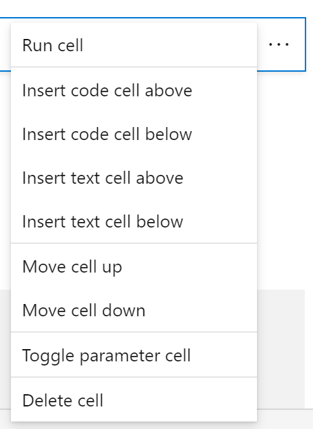 Run cell
Insert code cell above
Insert code cell below
Insert text cell above
Insert text cell below
Move cell up
Move cell down
Toggle parameter cell
Delete cell